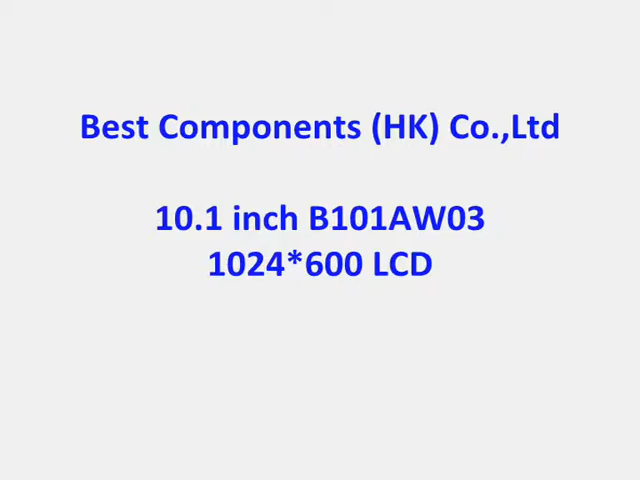 Best Components (HK) Co.,Ltd
10.1 inch B101AW03
1024*600 LCD